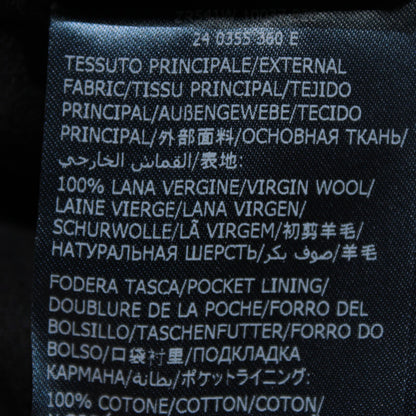 24 0355 360 E
TESSUTO PRINCIPALE/EXTERNAL
FABRIC/TISSU PRINCIPAL/TEJIDO
PRINCIPAL/AUßENGEWEBE/TECIDO
PRINCIPAL/外部面料/ОСНОВНАЯ ТКАНЬ/
القماش الخارجي/表地:
100% LANA VERGINE/VIRGIN WOOL/
LAINE VIERGE/LANA VIRGEN/
SCHURWOLLE/LÃ VIRGEM/初剪羊毛/
НАТУРАЛЬНАЯ ШЕРСТЬ/صوف بكر/羊毛
FODERA TASCA/POCKET LINING/
DOUBLURE DE LA POCHE/FORRO DEL
BOLSILLO/TASCHENFUTTER/FORRO DO
BOLSO/口袋衬里/ПОДКЛАДКА
КАРМАНА/بطانة/ポケットライニング:
100% COTONE/COTTON/COTON/